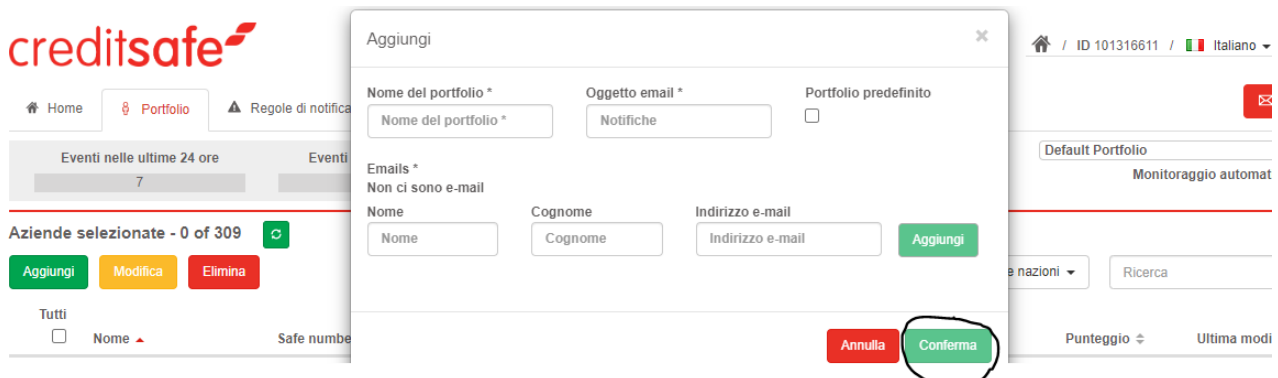 creditsafe
/ ID 101316611 / Italiano
Home
Portfolio
Regole di notifica
Eventi nelle ultime 24 ore
7
Eventi
Default Portfolio
Monitoraggio automat
Aziende selezionate - 0 of 309
Aggiungi
Modifica
Elimina
e nazioni
Ricerca
Tutti
Nome
Safe numbe
Punteggio
Ultima modi
Aggiungi
×
Nome del portfolio *
Oggetto email *
Portfolio predefinito
Nome del portfolio *
Notifiche
Emails *
Non ci sono e-mail
Nome
Cognome
Indirizzo e-mail
Nome
Cognome
Indirizzo e-mail
Aggiungi
Annulla
Conferma